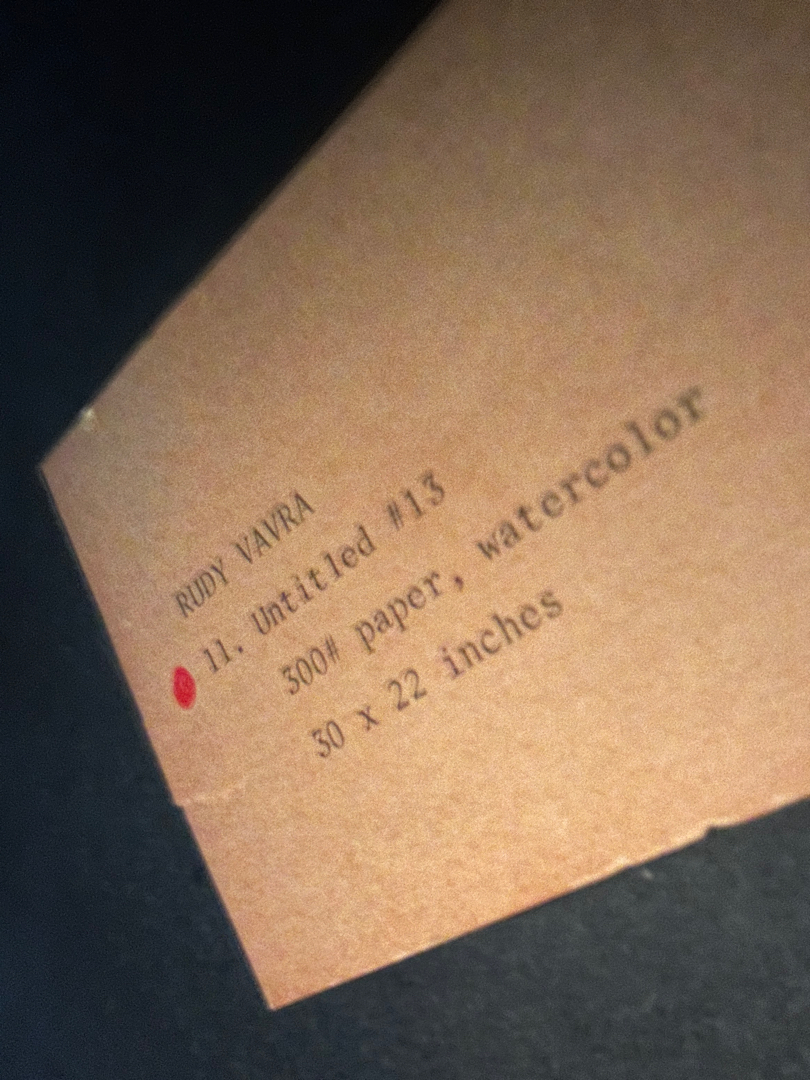 RUDY VAVRA
11. Untitled #13
300# paper, watercolor
30 x 22 inches